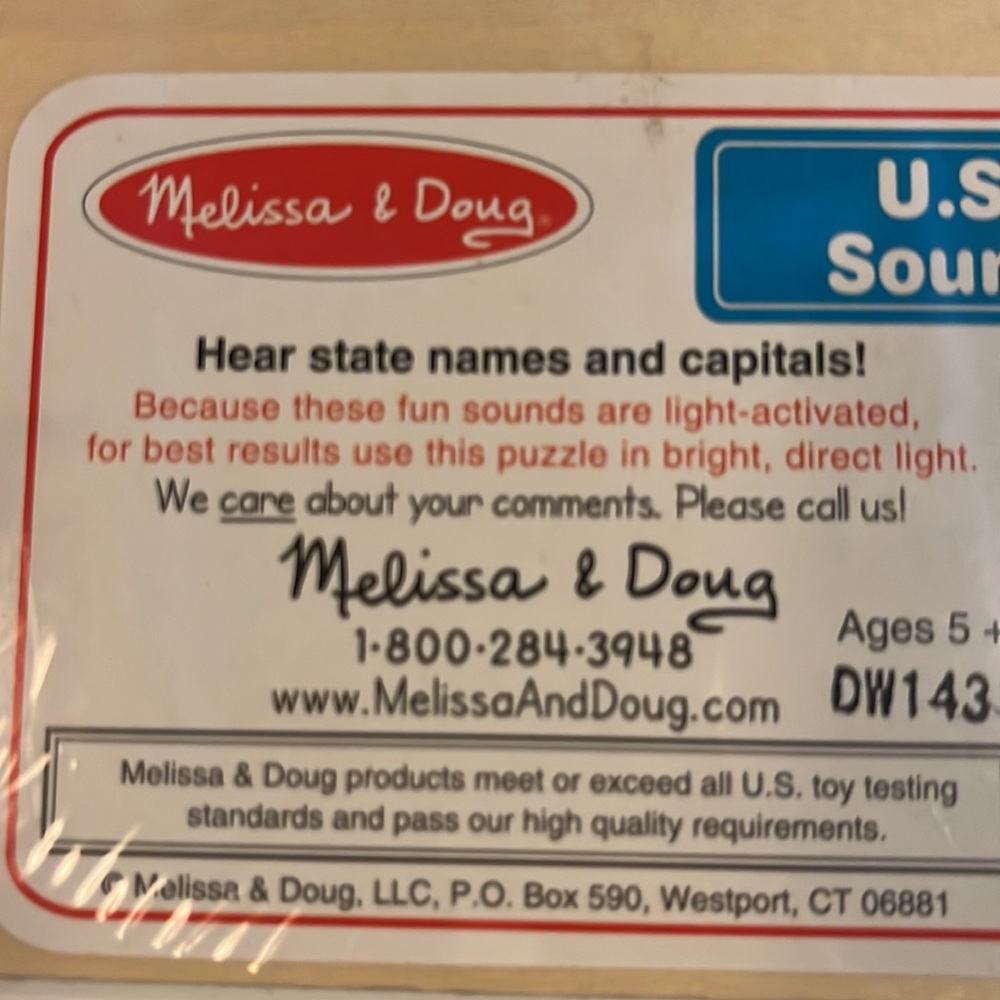 Melissa & Doug
U.S
Soun
Hear state names and capitals!
Because these fun sounds are light-activated,
for best results use this puzzle in bright, direct light.
We care about your comments. Please call us!
Melissa & Doug
1-800-284-3948
www.MelissaAndDoug.com
Ages 5 +
DW143
Melissa & Doug products meet or exceed all U.S. toy testing
standards and pass our high quality requirements.
© Melissa & Doug, LLC, P.O. Box 590, Westport, CT 06881